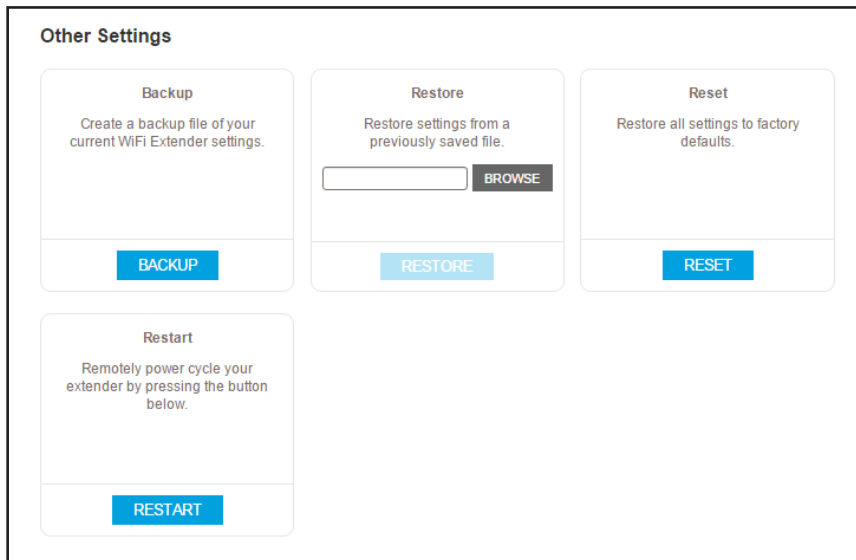 Other Settings
Backup
Create a backup file of your
current WiFi Extender settings.
BACKUP
Restore
Restore settings from a
previously saved file.
BROWSE
RESTORE
Reset
Restore all settings to factory
defaults.
RESET
Restart
Remotely power cycle your
extender by pressing the button
below.
RESTART